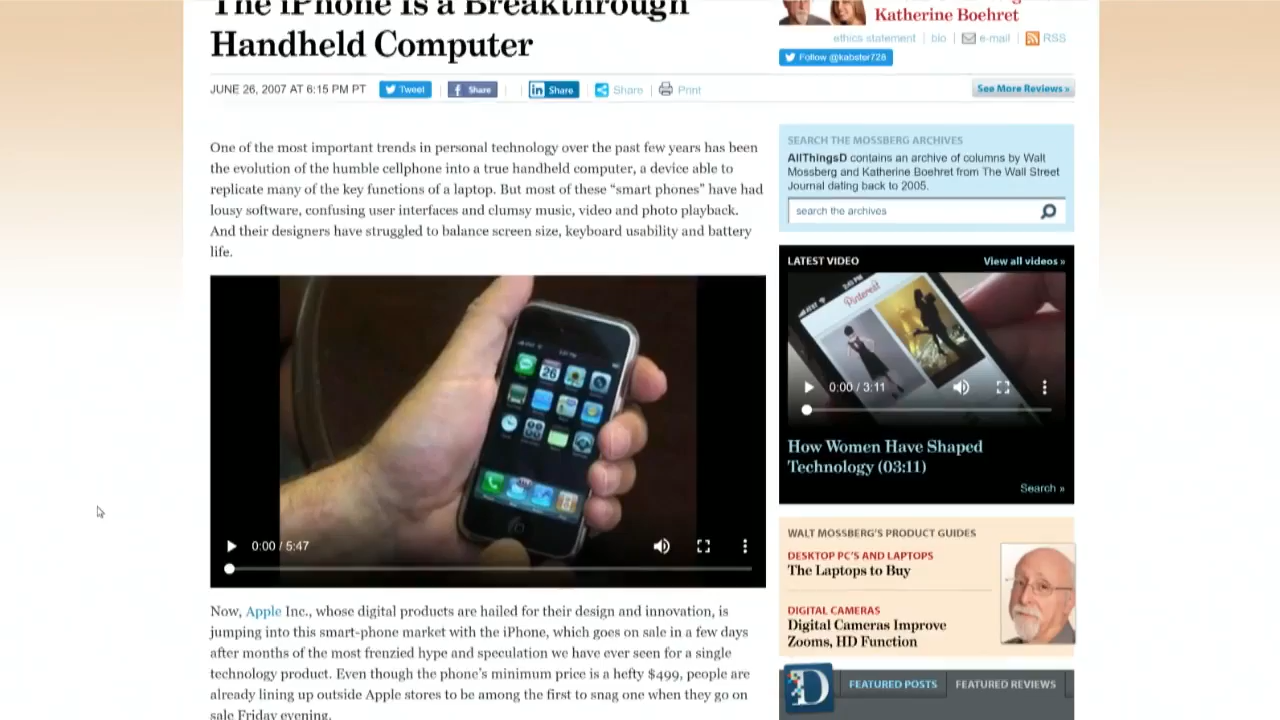 The iPhone Is a Breakthrough
Handheld Computer
JUNE 26, 2007 AT 6:15 PM PT
Tweet
Share
Share
Share
Print
One of the most important trends in personal technology over the past few years has been
the evolution of the humble cellphone into a true handheld computer, a device able to
replicate many of the key functions of a laptop. But most of these “smart phones” have had
lousy software, confusing user interfaces and clumsy music, video and photo playback.
And their designers have struggled to balance screen size, keyboard usability and battery
life.
26
0:00 / 5:47
Now, Apple Inc., whose digital products are hailed for their design and innovation, is
jumping into this smart-phone market with the iPhone, which goes on sale in a few days
after months of the most frenzied hype and speculation we have ever seen for a single
technology product. Even though the phone’s minimum price is a hefty $499, people are
already lining up outside Apple stores to be among the first to snag one when they go on
sale Friday evening.
Katherine Boehret
ethics statement | bio | e-mail | RSS
Follow @kabster728
See More Reviews »
SEARCH THE MOSSBERG ARCHIVES
AllThingsD contains an archive of columns by Walt
Mossberg and Katherine Boehret from The Wall Street
Journal dating back to 2005.
search the archives
LATEST VIDEO
View all videos »
Pinterest
0:00 / 3:11
How Women Have Shaped
Technology (03:11)
Search »
WALT MOSSBERG'S PRODUCT GUIDES
DESKTOP PC'S AND LAPTOPS
The Laptops to Buy
DIGITAL CAMERAS
Digital Cameras Improve
Zooms, HD Function
D
FEATURED POSTS
FEATURED REVIEWS